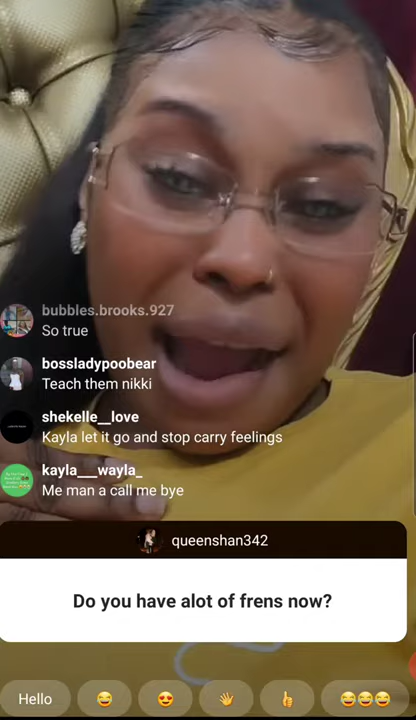 bubbles.brooks.927
So true
bossladypoobear
Teach them nikki
shekelle__love
Kayla let it go and stop carry feelings
kayla___wayla_
Me man a call me bye
queenshan342
Do you have alot of frens now?
Hello